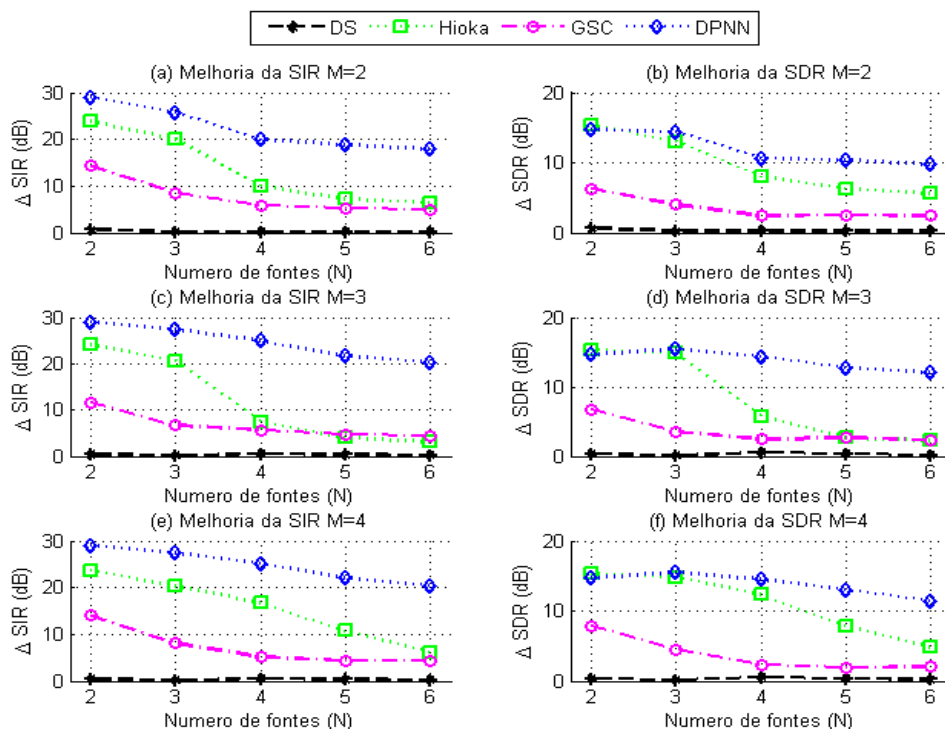 DS Hioka GSC DPNN
(a) Melhoria da SIR M=2
Δ SIR (dB)
30
20
10
0
2 3 4 5 6
Numero de fontes (N)
(b) Melhoria da SDR M=2
Δ SDR (dB)
20
10
0
2 3 4 5 6
Numero de fontes (N)
(c) Melhoria da SIR M=3
Δ SIR (dB)
30
20
10
0
2 3 4 5 6
Numero de fontes (N)
(d) Melhoria da SDR M=3
Δ SDR (dB)
20
10
0
2 3 4 5 6
Numero de fontes (N)
(e) Melhoria da SIR M=4
Δ SIR (dB)
30
20
10
0
2 3 4 5 6
Numero de fontes (N)
(f) Melhoria da SDR M=4
Δ SDR (dB)
20
10
0
2 3 4 5 6
Numero de fontes (N)